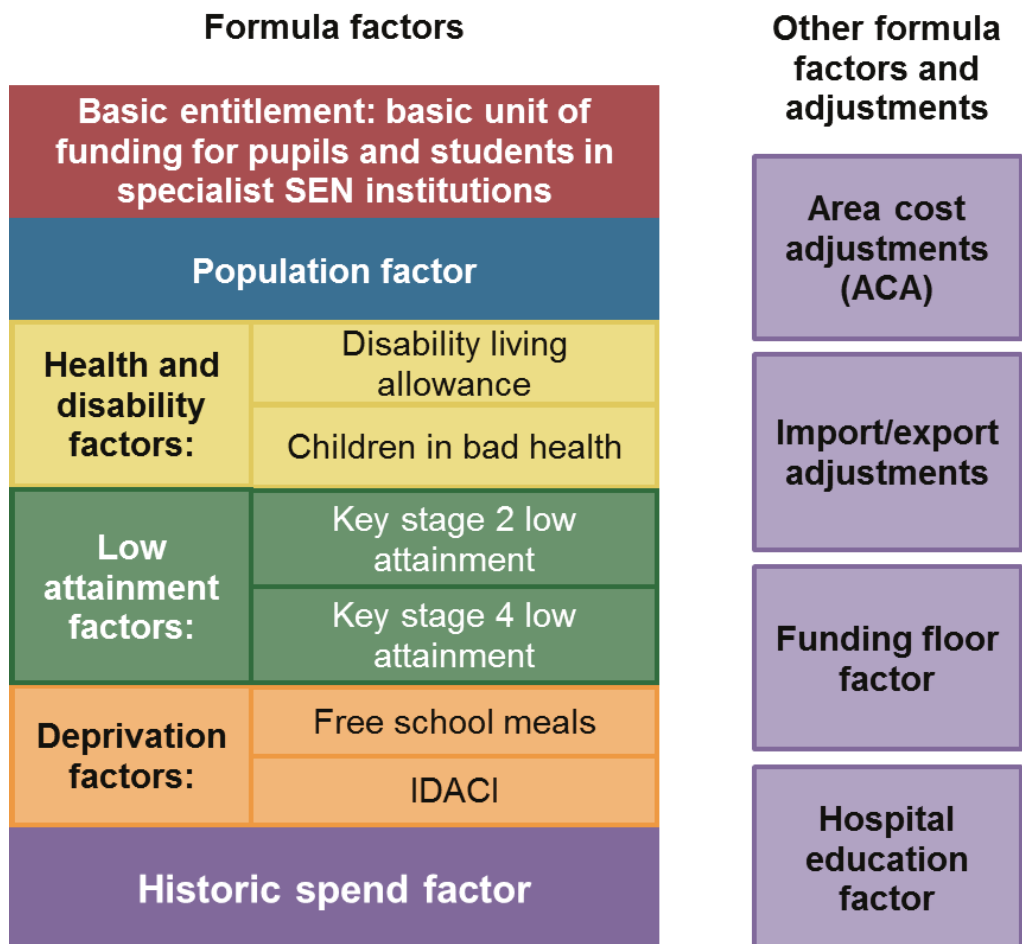 Formula factors
Basic entitlement: basic unit of
funding for pupils and students in
specialist SEN institutions
Population factor
Health and
disability
factors:
Disability living
allowance
Children in bad health
Low
attainment
factors:
Key stage 2 low
attainment
Key stage 4 low
attainment
Deprivation
factors:
Free school meals
IDACI
Historic spend factor
Other formula
factors and
adjustments
Area cost
adjustments
(ACA)
Import/export
adjustments
Funding floor
factor
Hospital
education
factor